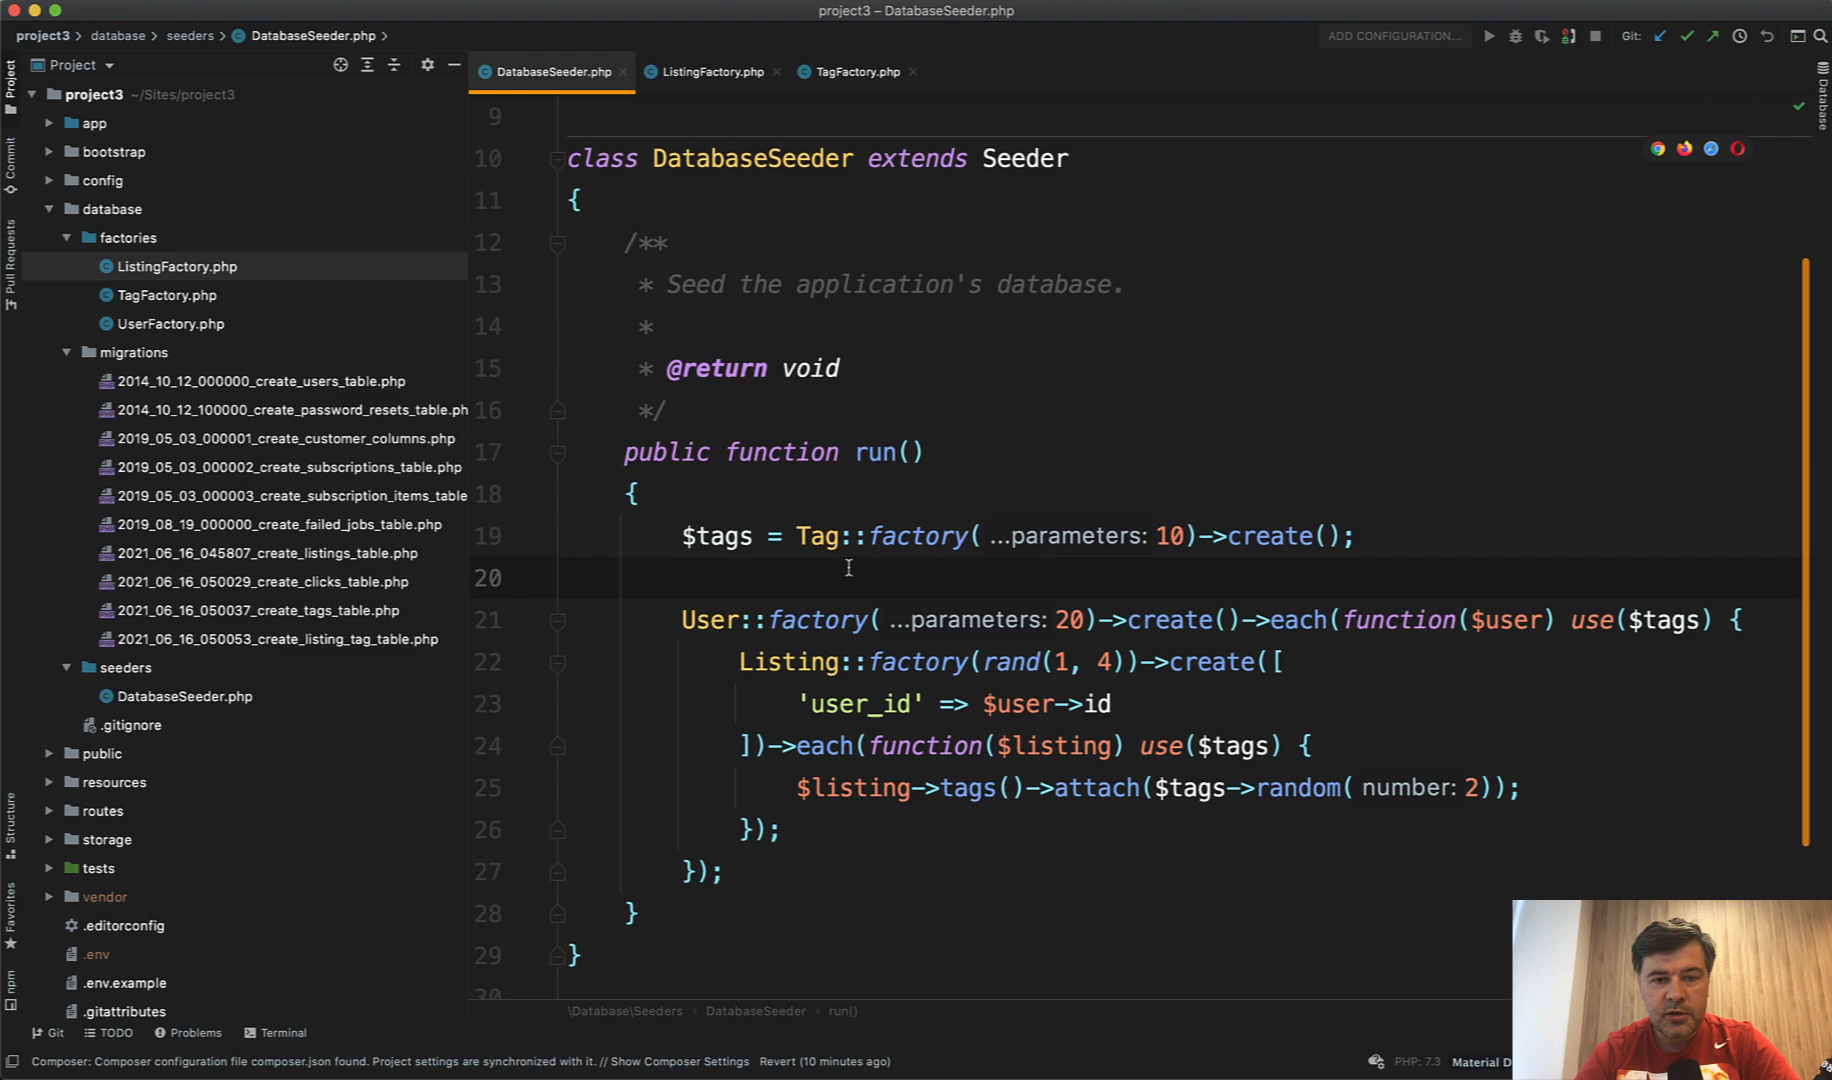 project3 – DatabaseSeeder.php
project3 database seeders DatabaseSeeder.php
ADD CONFIGURATION... Git:
Project
DatabaseSeeder.php ListingFactory.php TagFactory.php
Project
Commit
Pull Requests
Structure
Favorites
npm
Database
project3 ~/Sites/project3
app
bootstrap
config
database
factories
ListingFactory.php
TagFactory.php
UserFactory.php
migrations
2014_10_12_000000_create_users_table.php
2014_10_12_100000_create_password_resets_table.ph
2019_05_03_000001_create_customer_columns.php
2019_05_03_000002_create_subscriptions_table.php
2019_05_03_000003_create_subscription_items_table
2019_08_19_000000_create_failed_jobs_table.php
2021_06_16_045807_create_listings_table.php
2021_06_16_050029_create_clicks_table.php
2021_06_16_050037_create_tags_table.php
2021_06_16_050053_create_listing_tag_table.php
seeders
DatabaseSeeder.php
.gitignore
public
resources
routes
storage
tests
vendor
.editorconfig
.env
.env.example
.gitattributes
9
10 class DatabaseSeeder extends Seeder
11 {
12 /**
13 * Seed the application's database.
14 *
15 * @return void
16 */
17 public function run()
18 {
19 $tags = Tag::factory( ...parameters: 10)->create();
20
21 User::factory( ...parameters: 20)->create()->each(function($user) use($tags) {
22 Listing::factory(rand(1, 4))->create([
23 'user_id' => $user->id
24 ])->each(function($listing) use($tags) {
25 $listing->tags()->attach($tags->random( number: 2));
26 });
27 });
28 }
29 }
30
\Database\Seeders DatabaseSeeder run()
Git TODO Problems Terminal
Composer: Composer configuration file composer.json found. Project settings are synchronized with it. // Show Composer Settings Revert (10 minutes ago)
PHP: 7.3 Material D